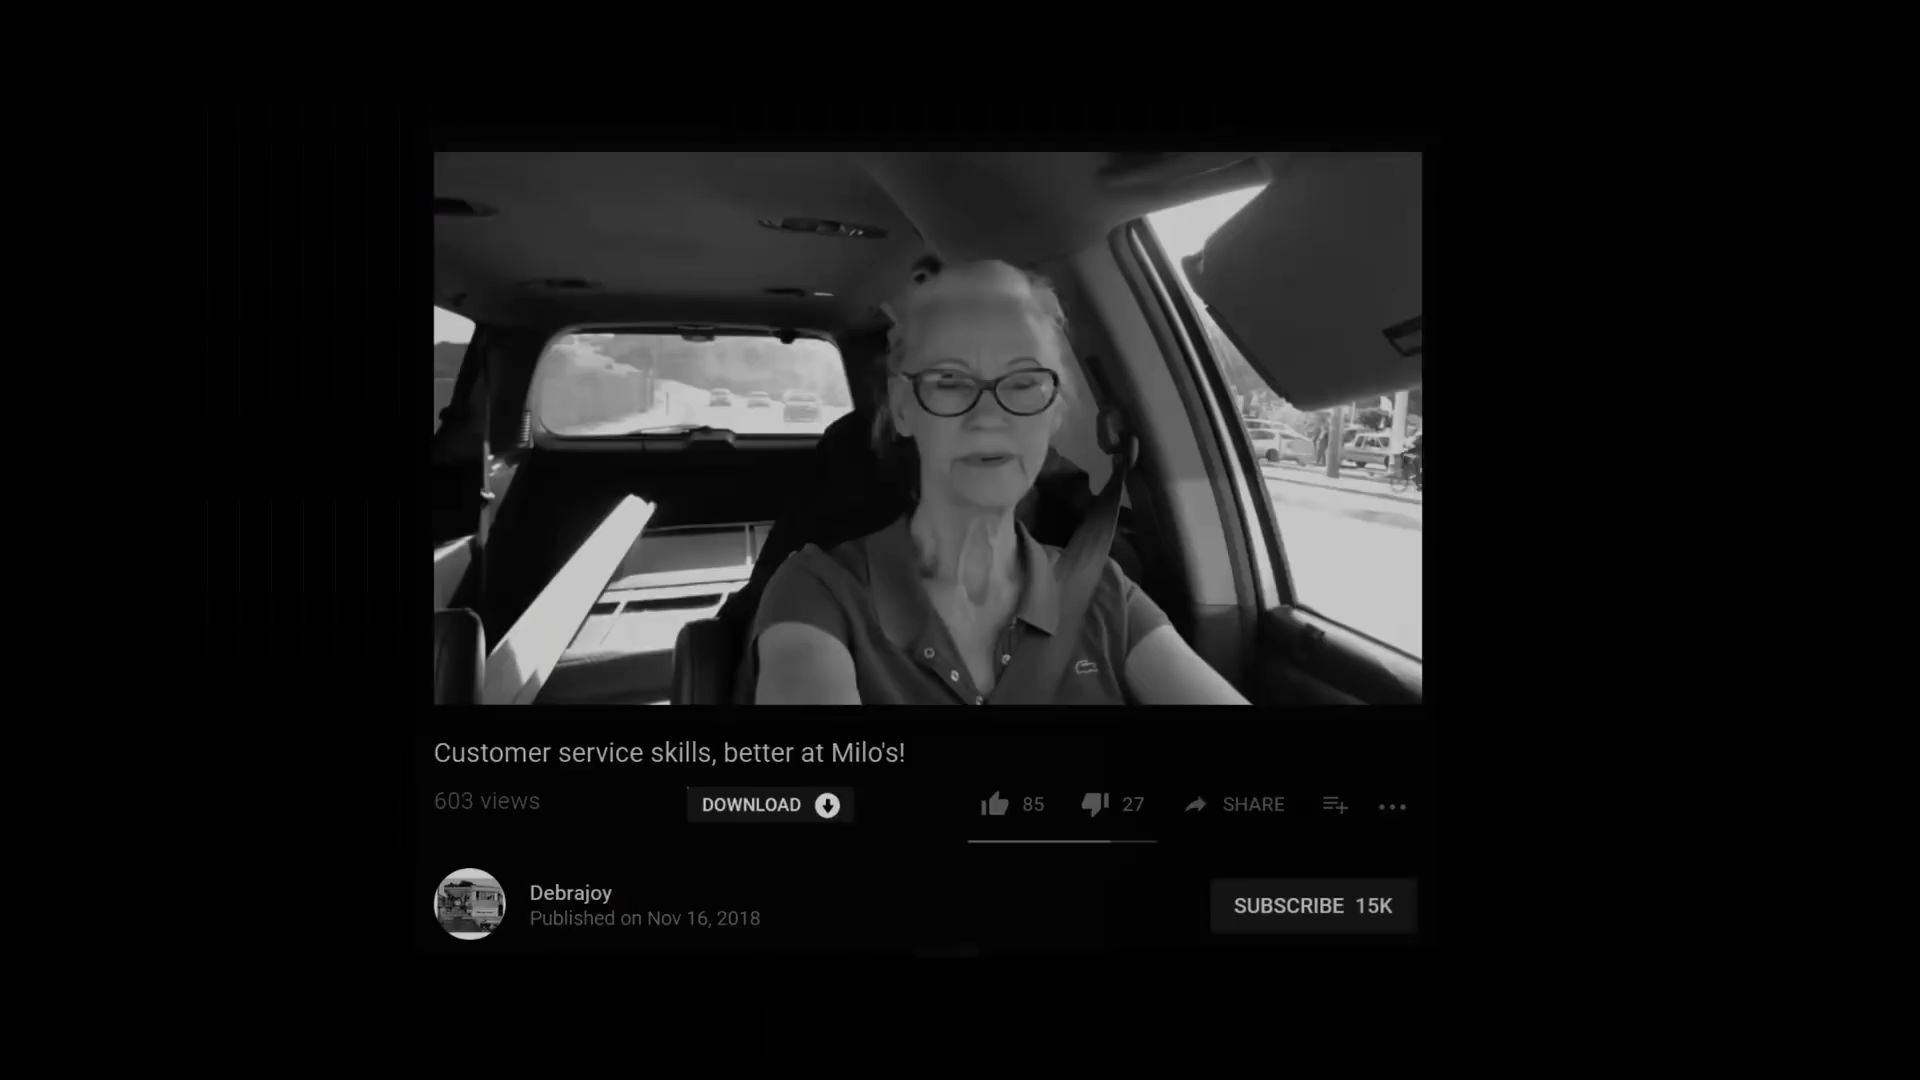 Customer service skills, better at Milo's!
603 views
DOWNLOAD
85
27
SHARE
Debrajoy
Published on Nov 16, 2018
SUBSCRIBE 15K